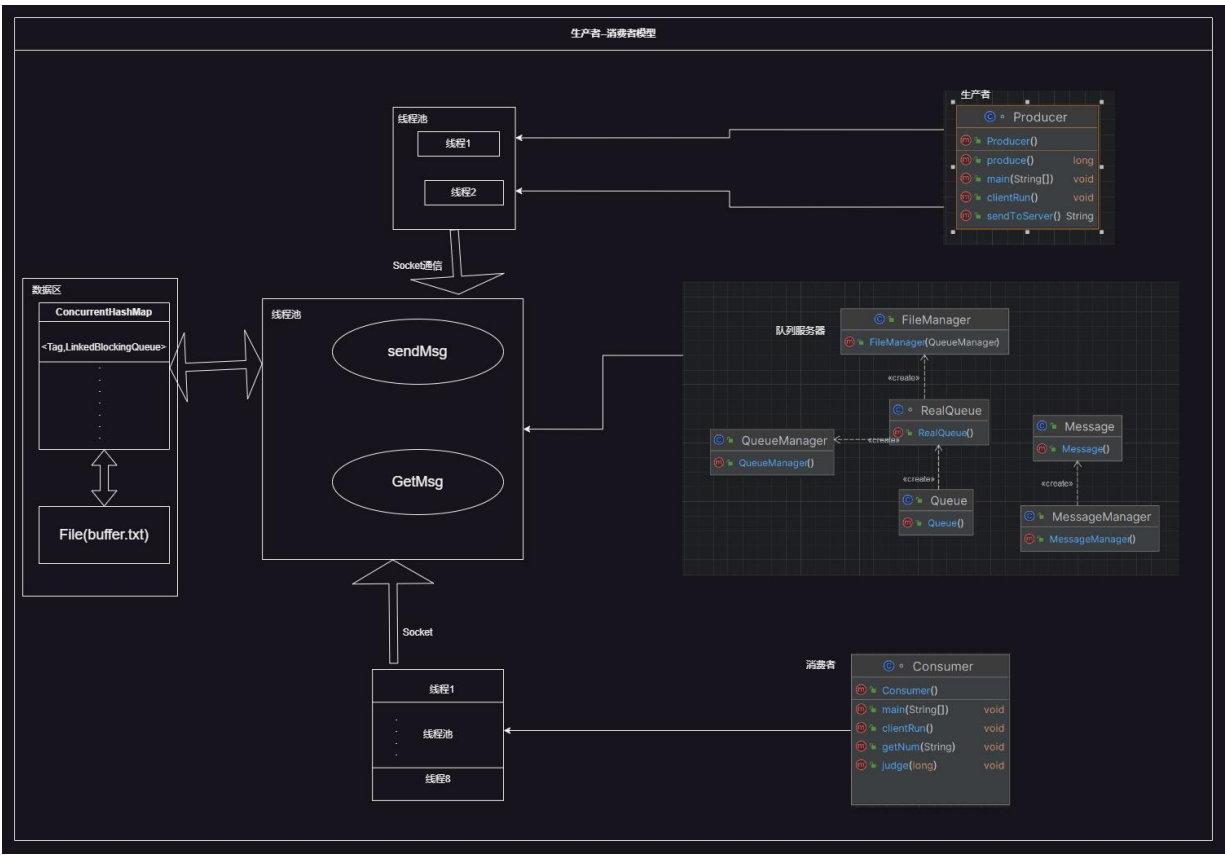 生产者--消费者模型
生产者
Producer
Producer()
produce() long
main(String[]) void
clientRun() void
sendToServer() String
线程池
线程1
线程2
Socket通信
数据区
ConcurrentHashMap
<Tag,LinkedBlockingQueue>
File(buffer.txt)
线程池
sendMsg
GetMsg
队列服务器
FileManager
FileManager(QueueManager)
«create»
RealQueue
RealQueue()
QueueManager
QueueManager()
«create»
Message
Message()
«create»
«create»
Queue
Queue()
MessageManager
MessageManager()
Socket
线程1
线程池
线程8
消费者
Consumer
Consumer()
main(String[]) void
clientRun() void
getNum(String) void
judge(long) void